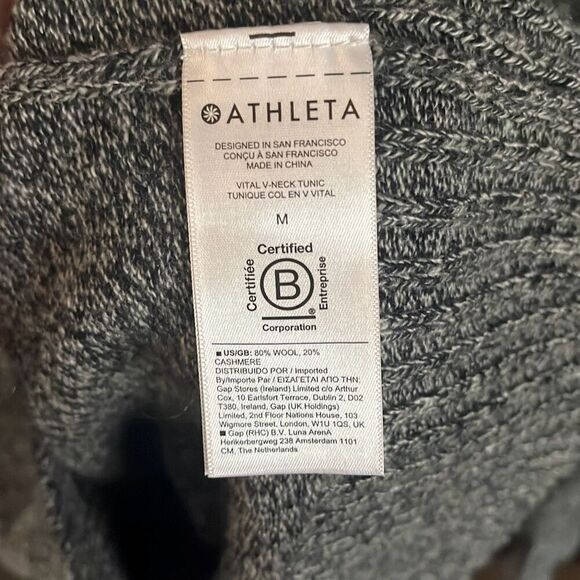 ATHLETA
DESIGNED IN SAN FRANCISCO
CONÇU À SAN FRANCISCO
MADE IN CHINA
VITAL V-NECK TUNIC
TUNIQUE COL EN V VITAL
M
Certified
Certifiée
B
Entreprise
®
Corporation
■ US/GB: 80% WOOL, 20%
CASHMERE
DISTRIBUIDO POR / Imported
By/Importe Par / ΕΙΣΑΓΕΤΑΙ ΑΠΟ ΤΗΝ:
Gap Stores (Ireland) Limited c/o Arthur
Cox, 10 Earlsfort Terrace, Dublin 2, D02
T380, Ireland, Gap (UK Holdings)
Limited, 2nd Floor Nations House, 103
Wigmore Street, London, W1U 1QS, UK
■ Gap (RHC) B.V. Luna ArenA
Herikerbergweg 238 Amsterdam 1101
CM, The Netherlands